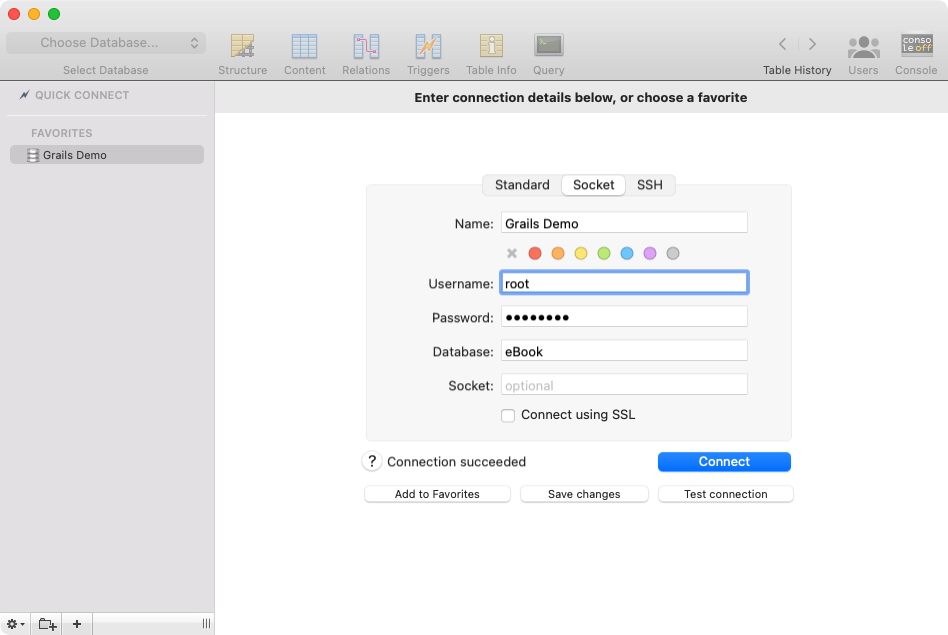 Choose Database...
Select Database
Structure
Content
Relations
Triggers
Table Info
Query
Table History
Users
conso
le off
Console
QUICK CONNECT
FAVORITES
Grails Demo
Enter connection details below, or choose a favorite
Standard Socket SSH
Name: Grails Demo
Username: root
Password: ●●●●●●●●
Database: eBook
Socket: optional
Connect using SSL
? Connection succeeded
Connect
Add to Favorites
Save changes
Test connection